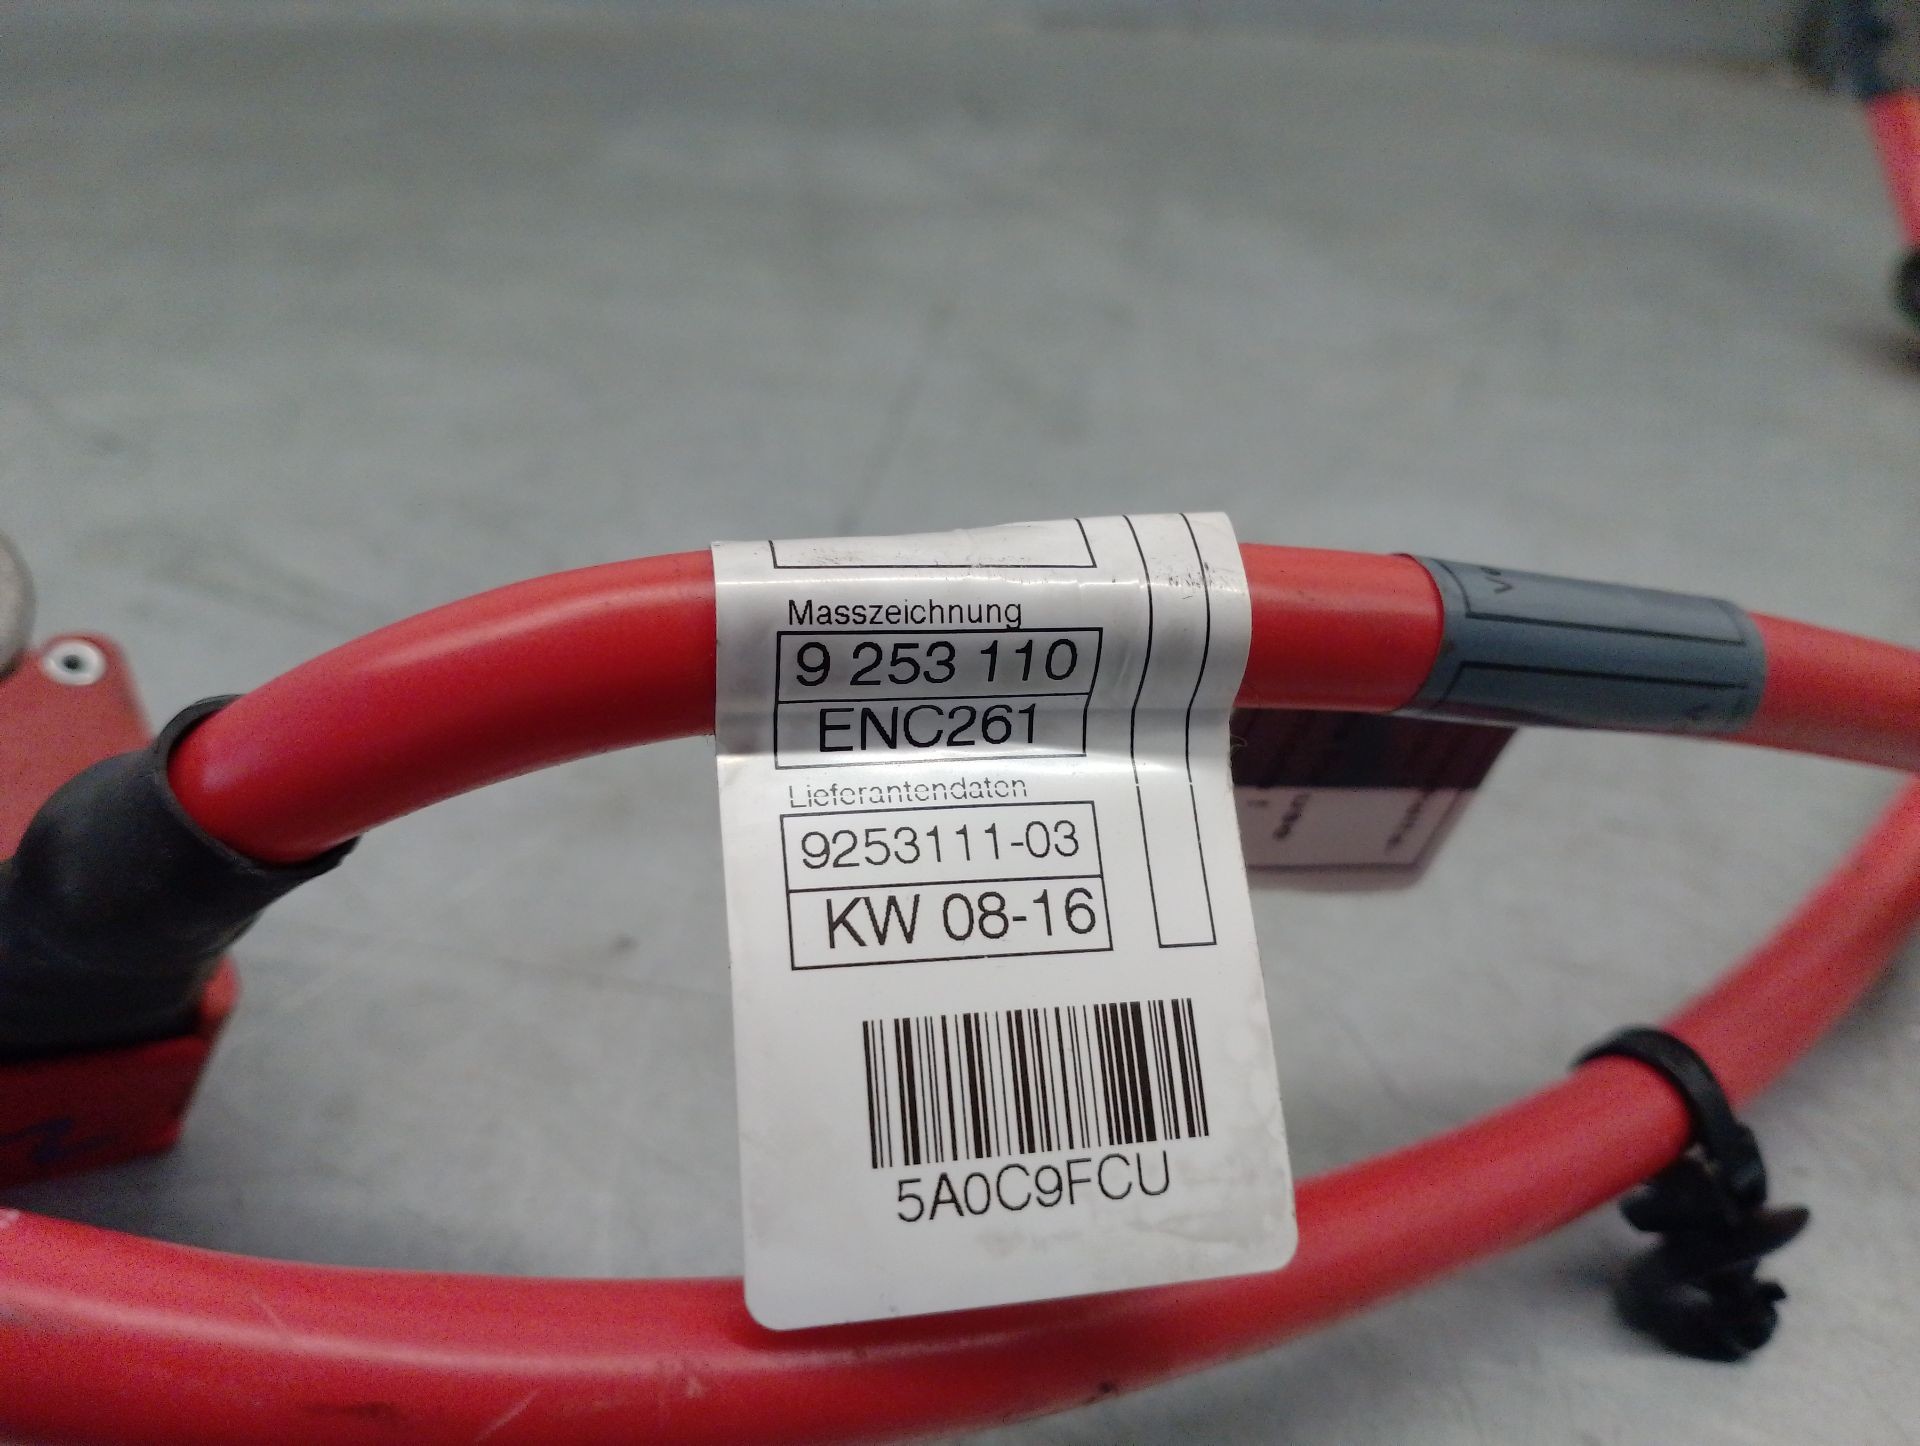 Masszeichnung
9 253 110
ENC261
Lieferantendaten
9253111-03
KW 08-16
5A0C9FCU